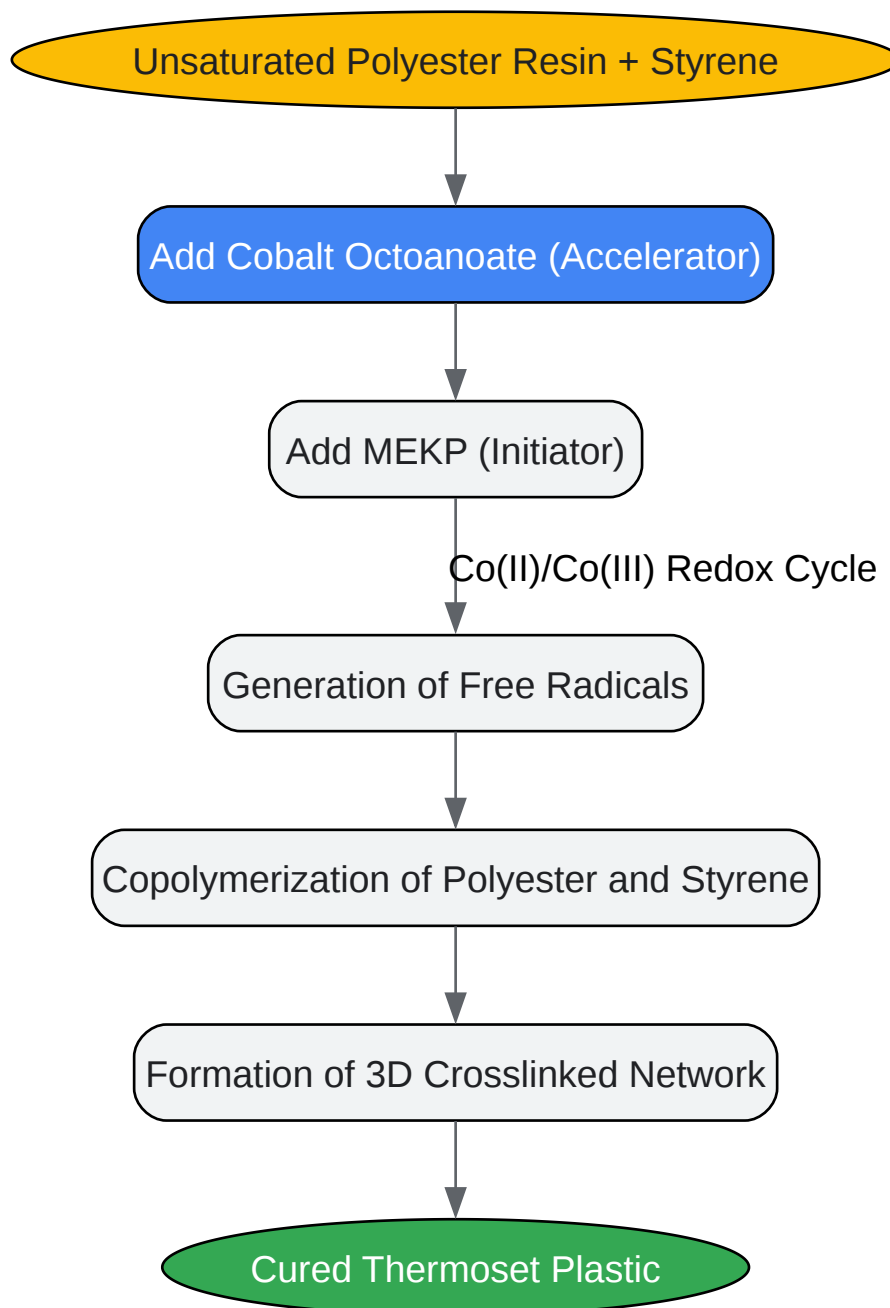 Unsaturated Polyester Resin + Styrene
Add Cobalt Octoanoate (Accelerator)
Add MEKP (Initiator)
Co(II)/Co(III) Redox Cycle
Generation of Free Radicals
Copolymerization of Polyester and Styrene
Formation of 3D Crosslinked Network
Cured Thermoset Plastic